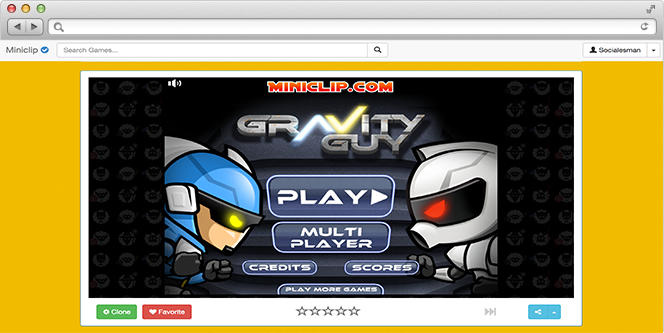 Miniclip
Search Games...
Socialesman
MINICLIP.COM
GRAVITY
GUY
PLAY
MULTI
PLAYER
CREDITS
SCORES
PLAY MORE GAMES
Clone
Favorite